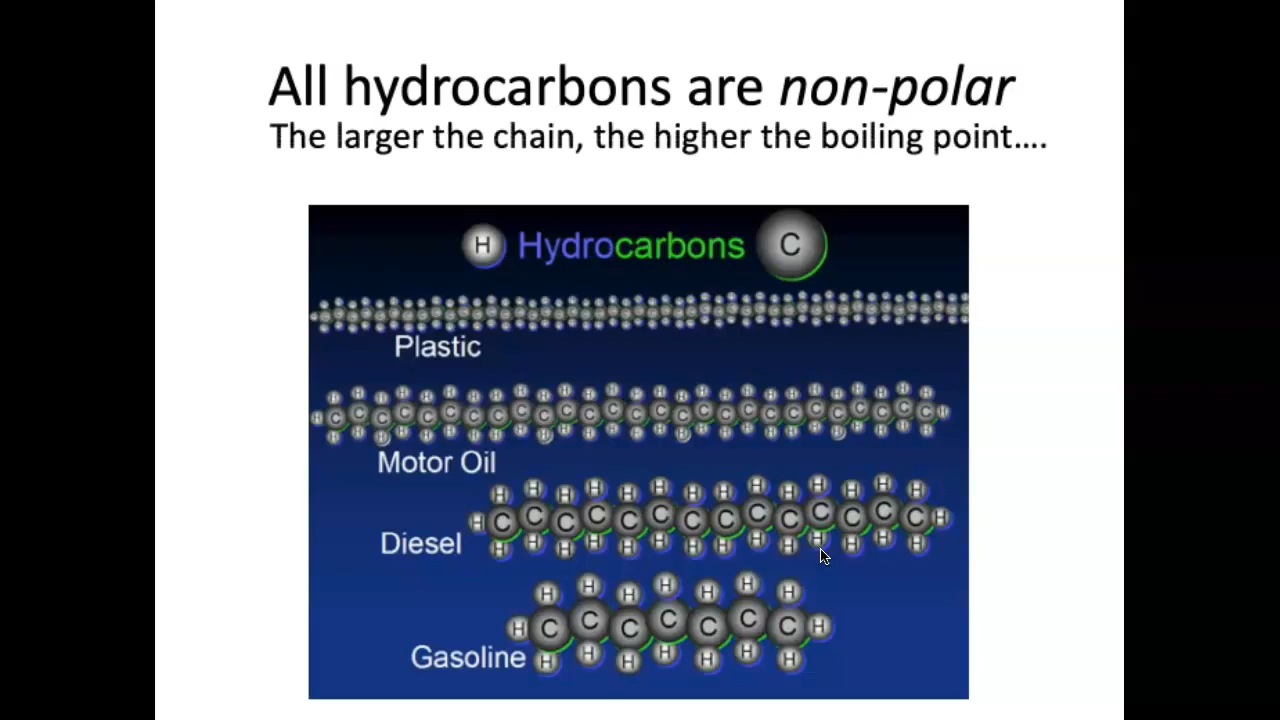 All hydrocarbons are non-polar
The larger the chain, the higher the boiling point....
H Hydrocarbons C
Plastic
H H H H H H H H H H H H H H H H H H H H H H H H H H H
H C C C C C C C C C C C C C C C C C C C C C C C C C C C H
H H H H H H H H H H H H H H H H H H H H H H H H H H H
Motor Oil
H H H H H H H H H H H H H H
H C C C C C C C C C C C C C C H
H H H H H H H H H H H H H H
Diesel
H H H H H H H
H C C C C C C C H
H H H H H H H
Gasoline